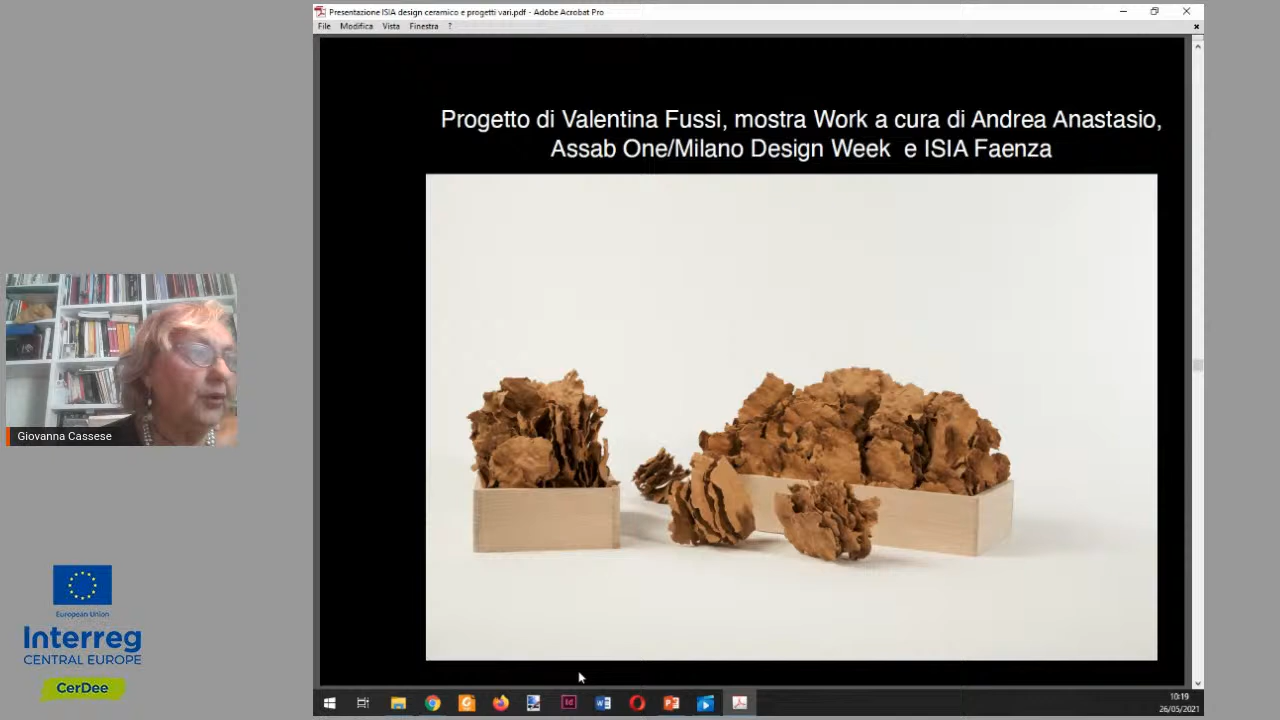 Presentazione ISIA design ceramico e progetti vari.pdf - Adobe Acrobat Pro
File Modifica Vista Finestra ?
Progetto di Valentina Fussi, mostra Work a cura di Andrea Anastasio,
Assab One/Milano Design Week e ISIA Faenza
Giovanna Cassese
European Union
Interreg
CENTRAL EUROPE
CerDee
10:19
26/05/2021